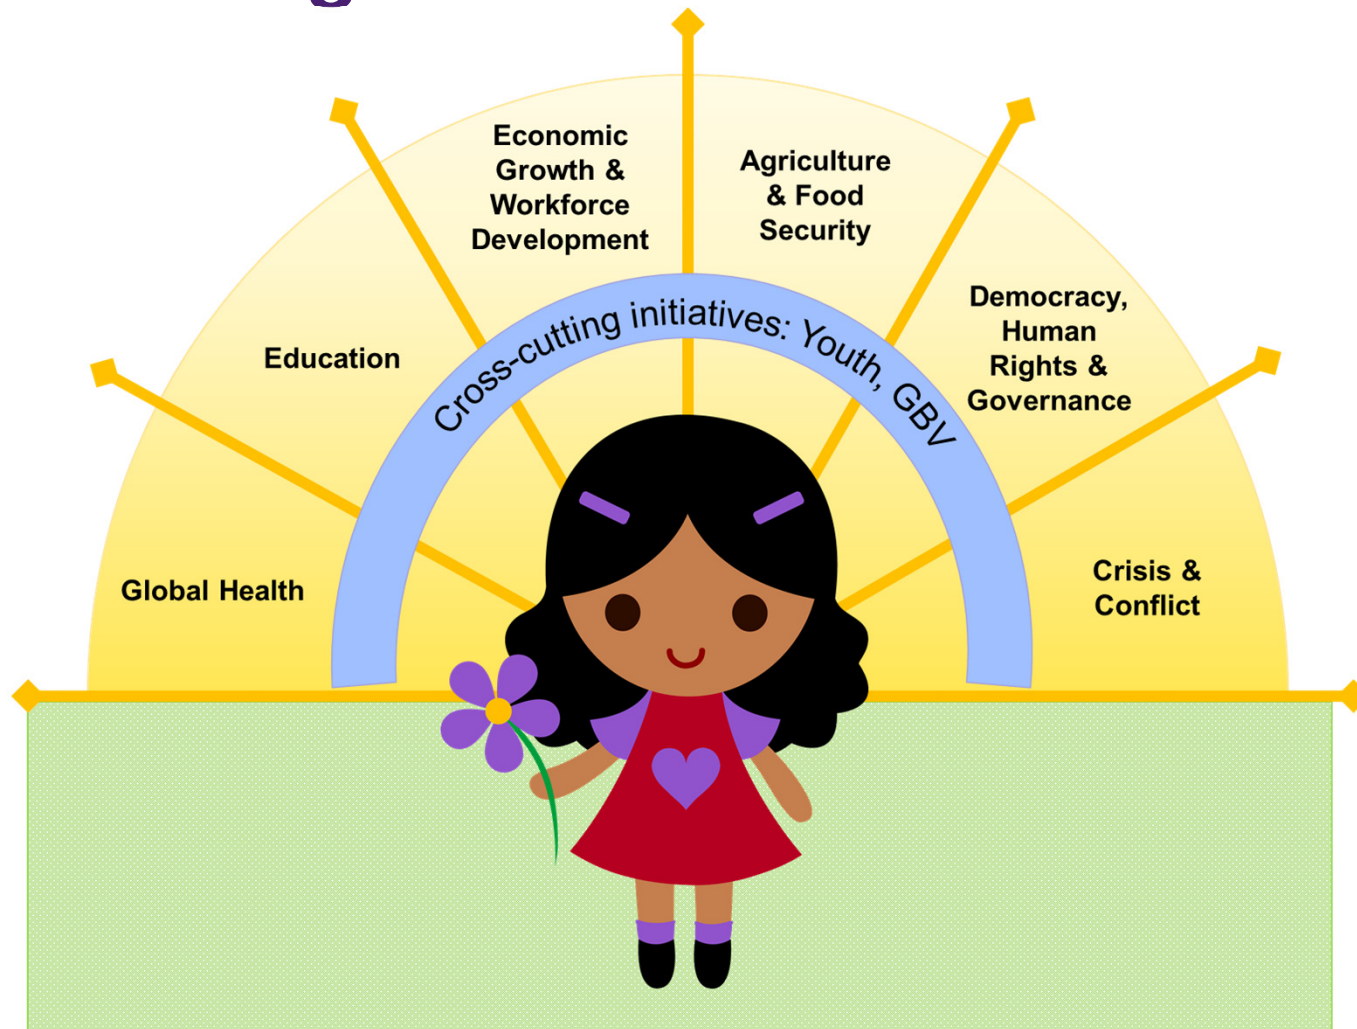 Economic
Growth &
Workforce
Development
Agriculture
& Food
Security
Democracy,
Human
Rights &
Governance
Education
Cross-cutting initiatives: Youth, GBV
Global Health
Crisis &
Conflict